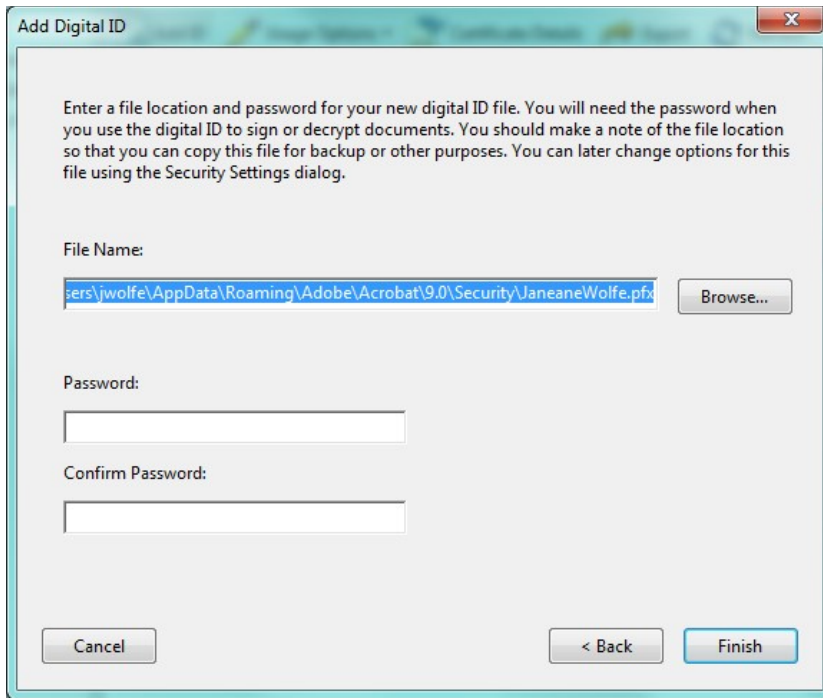 Add Digital ID
Enter a file location and password for your new digital ID file. You will need the password when
you use the digital ID to sign or decrypt documents. You should make a note of the file location
so that you can copy this file for backup or other purposes. You can later change options for this
file using the Security Settings dialog.
File Name:
sers\jwolfe\AppData\Roaming\Adobe\Acrobat\9.0\Security\JaneaneWolfe.pfx
Browse...
Password:
Confirm Password:
Cancel
< Back
Finish